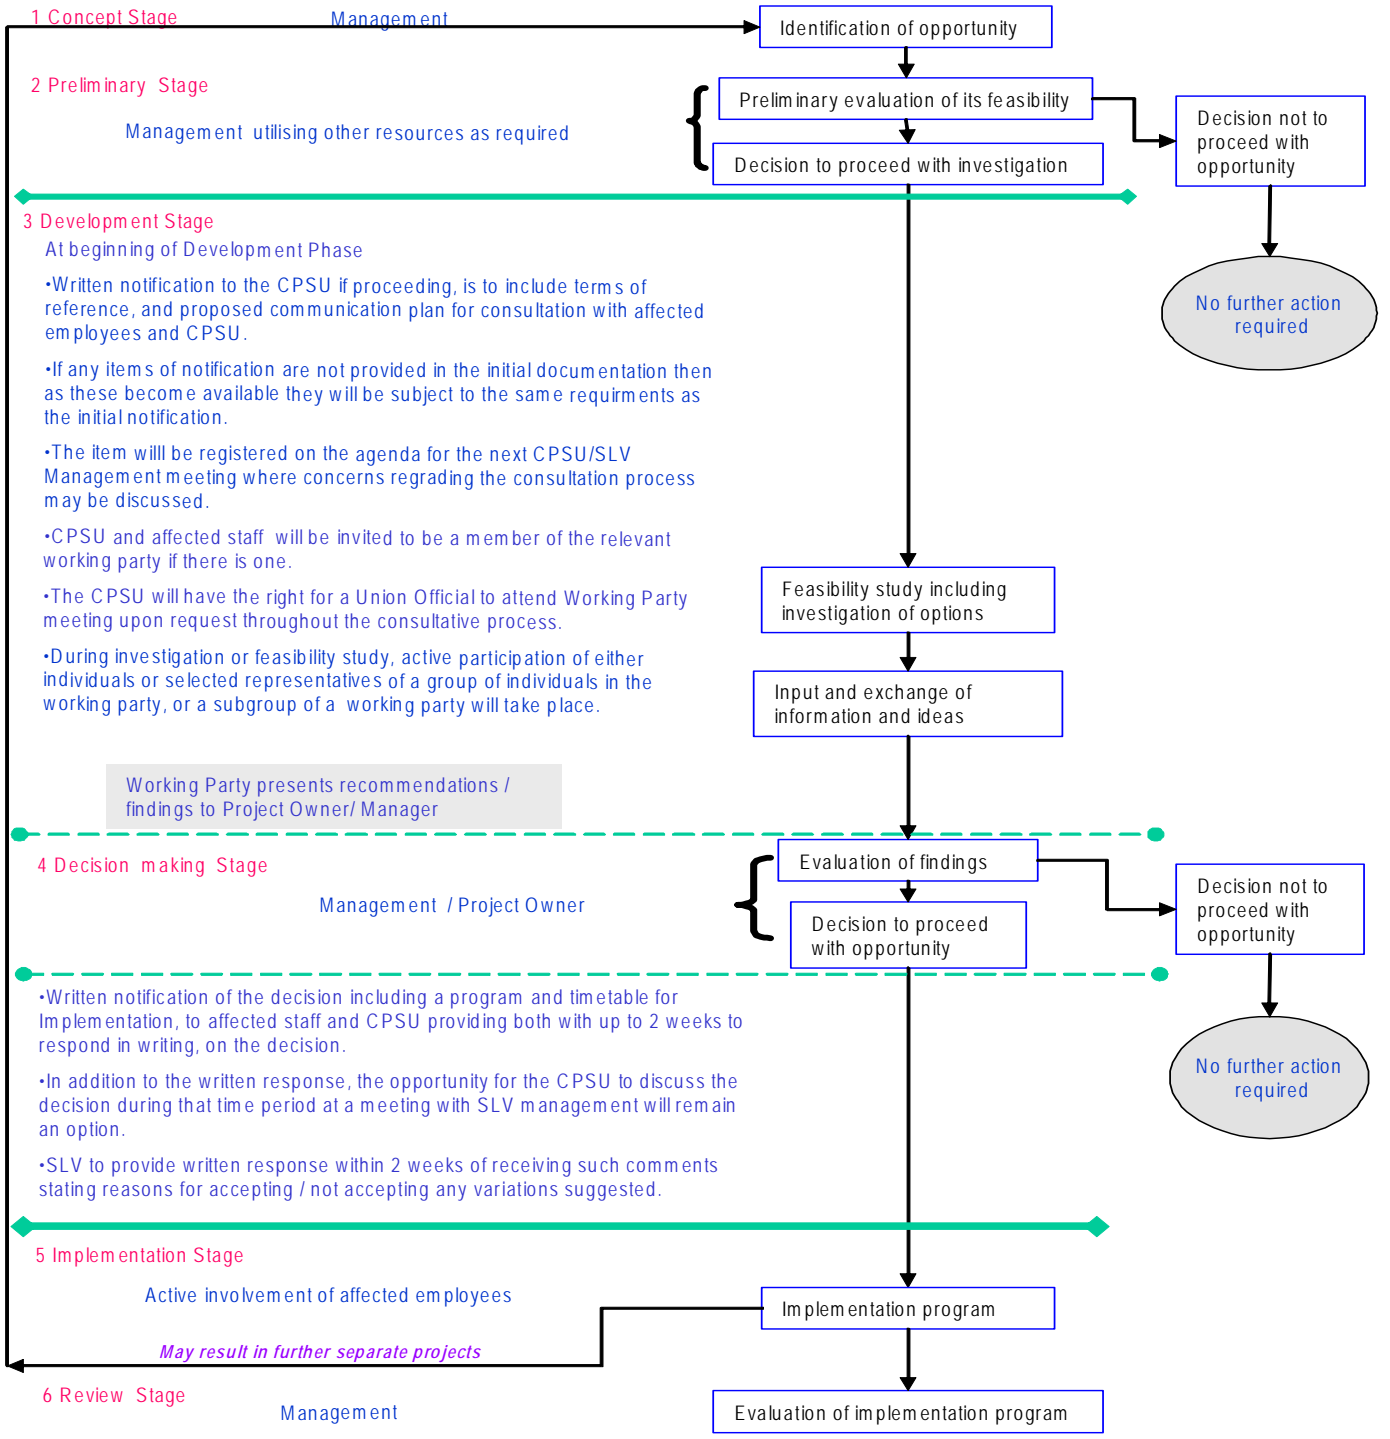 1 Concept Stage
Management
Identification of opportunity
2 Preliminary Stage
Preliminary evaluation of its feasibility
Management utilising other resources as required
Decision to proceed with investigation
Decision not to
proceed with
opportunity
No further action
required
3 Development Stage
At beginning of Development Phase
•Written notification to the CPSU if proceeding, is to include terms of
reference, and proposed communication plan for consultation with affected
employees and CPSU.
•If any items of notification are not provided in the initial documentation then
as these become available they will be subject to the same requirments as
the initial notification.
•The item willl be registered on the agenda for the next CPSU/SLV
Management meeting where concerns regrading the consultation process
may be discussed.
•CPSU and affected staff will be invited to be a member of the relevant
working party if there is one.
•The CPSU will have the right for a Union Official to attend Working Party
meeting upon request throughout the consultative process.
•During investigation or feasibility study, active participation of either
individuals or selected representatives of a group of individuals in the
working party, or a subgroup of a working party will take place.
Feasibility study including
investigation of options
Input and exchange of
information and ideas
Working Party presents recommendations /
findings to Project Owner/ Manager
4 Decision making Stage
Evaluation of findings
Management / Project Owner
Decision to proceed
with opportunity
Decision not to
proceed with
opportunity
No further action
required
•Written notification of the decision including a program and timetable for
Implementation, to affected staff and CPSU providing both with up to 2 weeks to
respond in writing, on the decision.
•In addition to the written response, the opportunity for the CPSU to discuss the
decision during that time period at a meeting with SLV management will remain
an option.
•SLV to provide written response within 2 weeks of receiving such comments
stating reasons for accepting / not accepting any variations suggested.
5 Implementation Stage
Active involvement of affected employees
Implementation program
May result in further separate projects
6 Review Stage
Management
Evaluation of implementation program